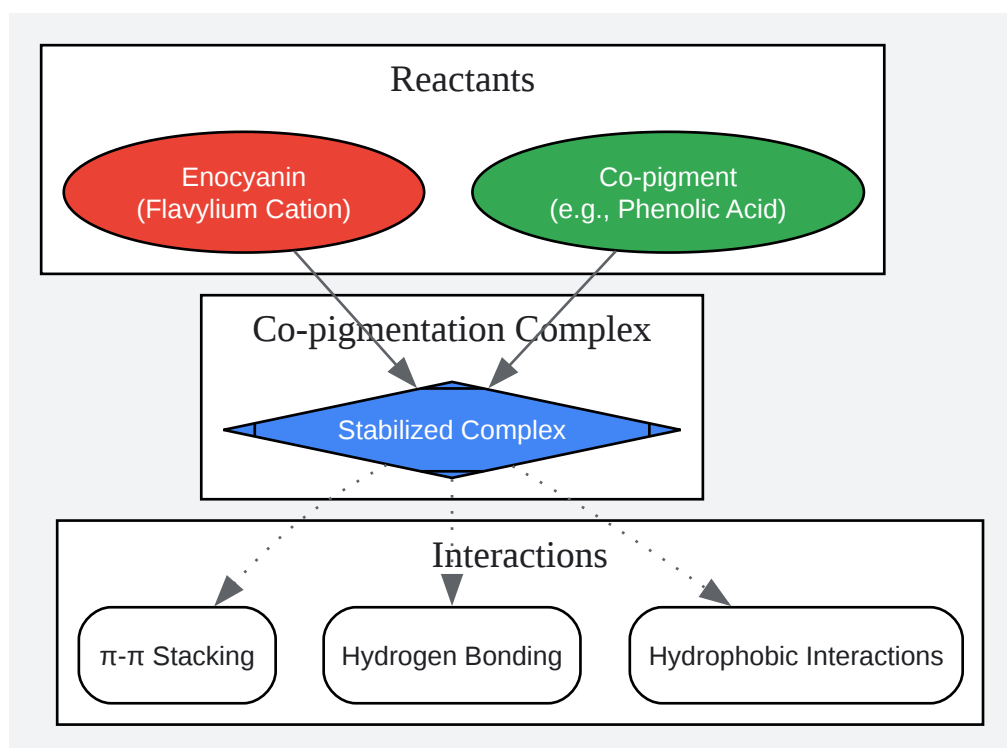 Reactants
Enocyanin
(Flavylium Cation)
Co-pigment
(e.g., Phenolic Acid)
Co-pigmentation Complex
Stabilized Complex
Interactions
π-π Stacking
Hydrogen Bonding
Hydrophobic Interactions